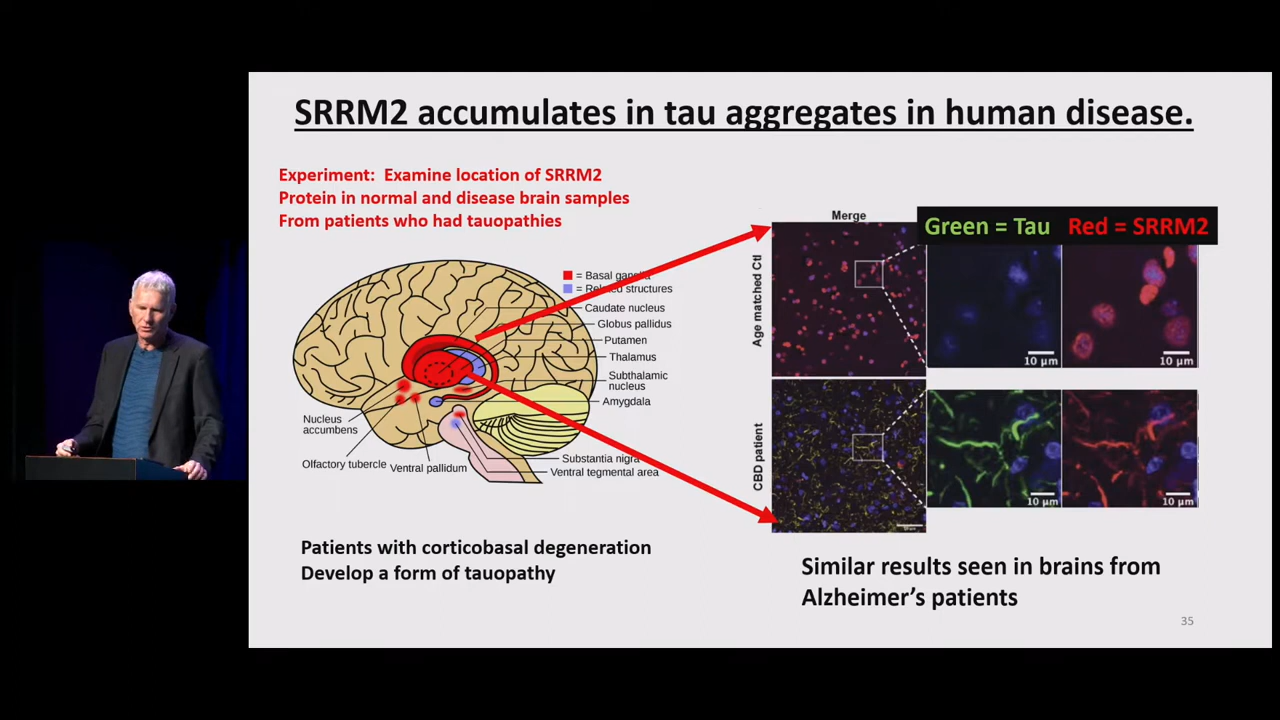 SRRM2 accumulates in tau aggregates in human disease.
Experiment: Examine location of SRRM2
Protein in normal and disease brain samples
From patients who had tauopathies
= Basal ganglia
= Related structures
Caudate nucleus
Globus pallidus
Putamen
Thalamus
Subthalamic
nucleus
Amygdala
Nucleus
accumbens
Olfactory tubercle
Ventral pallidum
Substantia nigra
Ventral tegmental area
Patients with corticobasal degeneration
Develop a form of tauopathy
Merge
Green = Tau Red = SRRM2
Age matched Ctl
10 µm
10 µm
CBD patient
10 µm
10 µm
Similar results seen in brains from
Alzheimer's patients
35